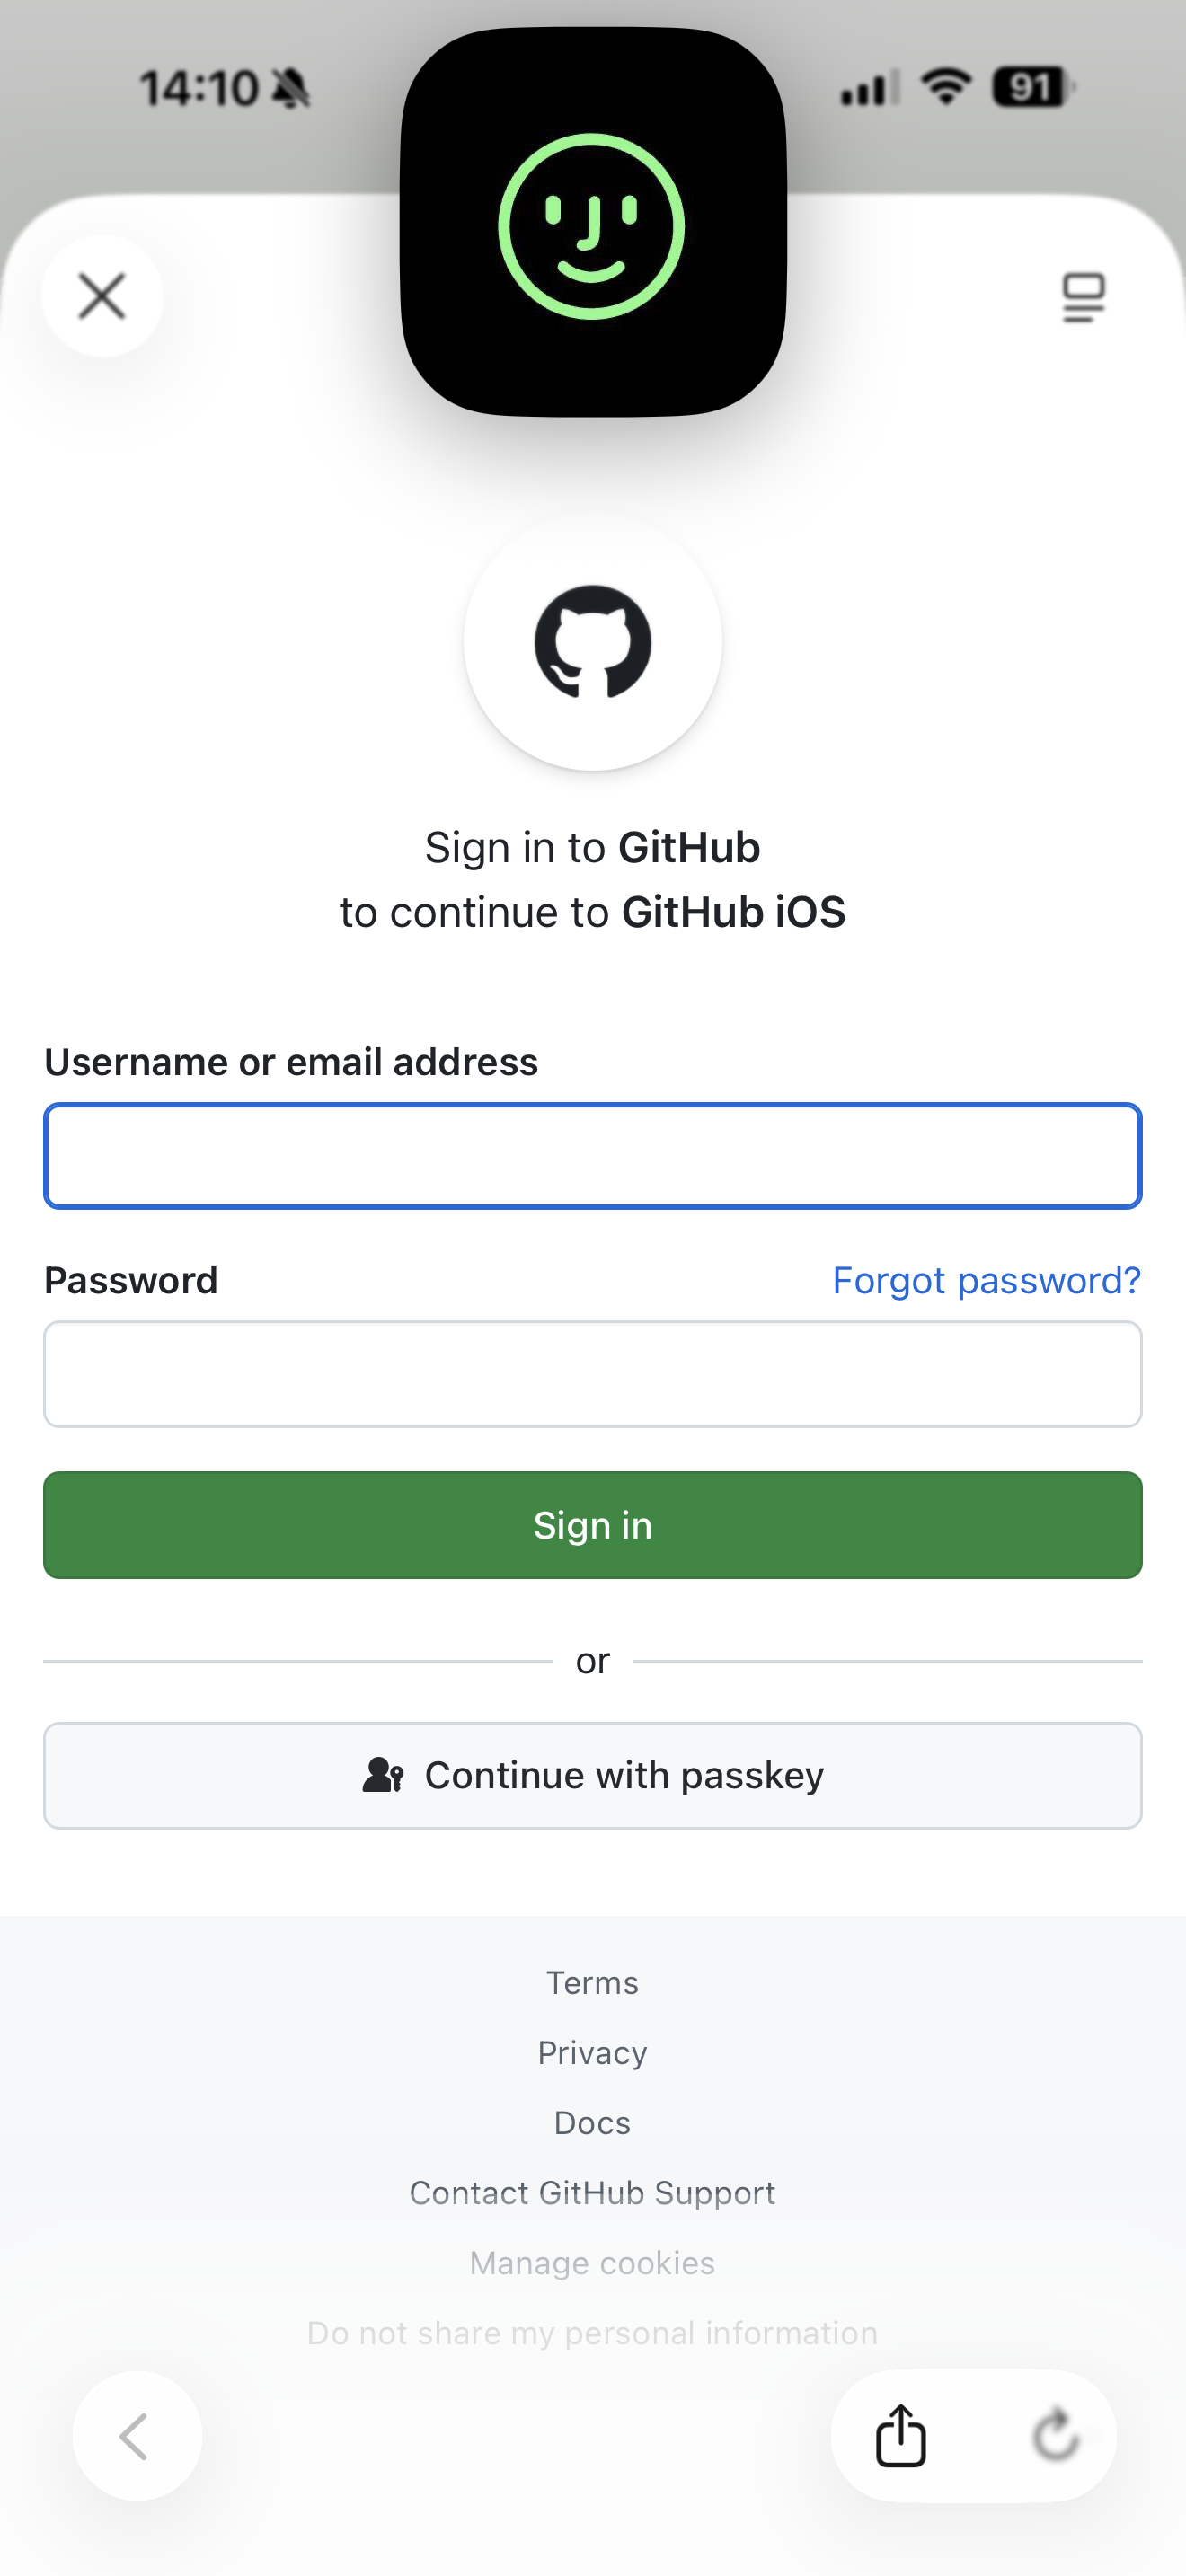 14:10
91
Sign in to GitHub
to continue to GitHub iOS
Username or email address
Password
Forgot password?
Sign in
or
Continue with passkey
Terms
Privacy
Docs
Contact GitHub Support
Manage cookies
Do not share my personal information